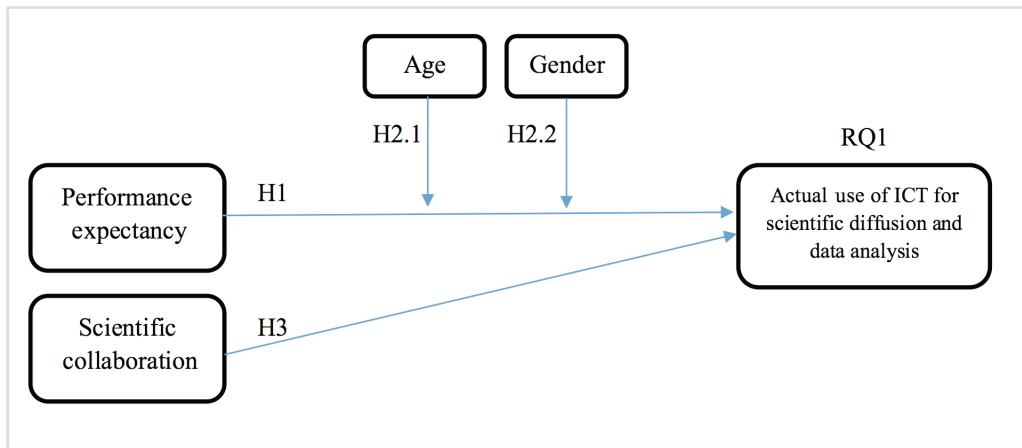 Age
Gender
H2.1
H2.2
RQ1
Performance
expectancy
H1
Actual use of ICT for
scientific diffusion and
data analysis
Scientific
collaboration
H3